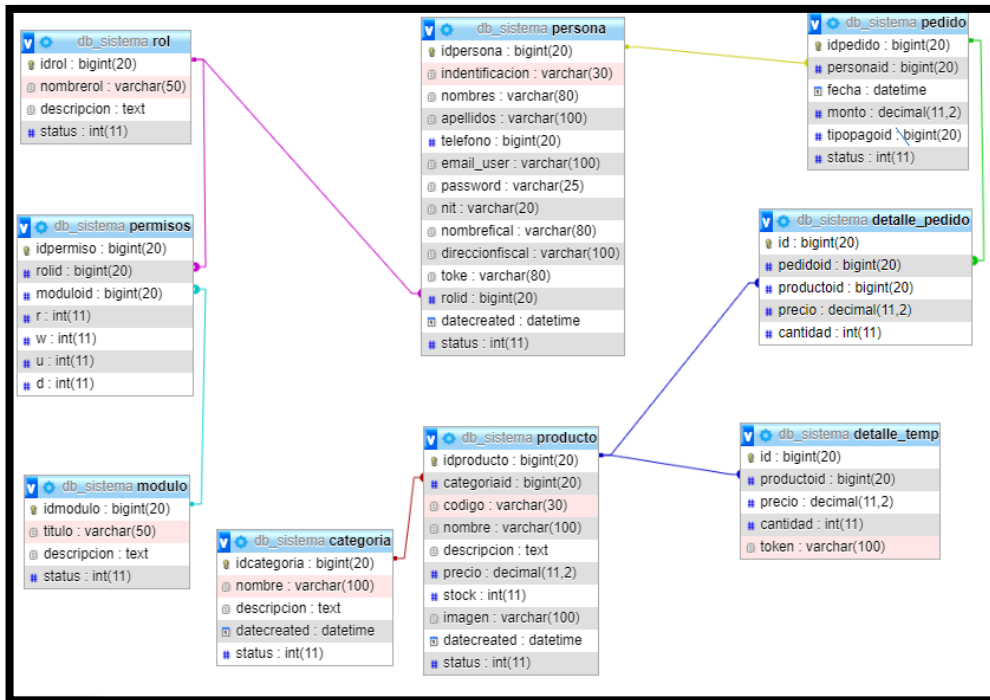 db_sistema rol
idrol : bigint(20)
nombrerol : varchar(50)
descripcion : text
status : int(11)
db_sistema persona
idpersona : bigint(20)
indentificacion : varchar(30)
nombres : varchar(80)
apellidos : varchar(100)
telefono : bigint(20)
email_user : varchar(100)
password : varchar(25)
nit : varchar(20)
nombrefical : varchar(80)
direccionfiscal : varchar(100)
toke : varchar(80)
rolid : bigint(20)
datecreated : datetime
status : int(11)
db_sistema pedido
idpedido : bigint(20)
personaid : bigint(20)
fecha : datetime
monto : decimal(11,2)
tipopagoid : bigint(20)
status : int(11)
db_sistema permisos
idpermiso : bigint(20)
rolid : bigint(20)
moduloid : bigint(20)
r : int(11)
w : int(11)
u : int(11)
d : int(11)
db_sistema detalle_pedido
id : bigint(20)
pedidoid : bigint(20)
productoid : bigint(20)
precio : decimal(11,2)
cantidad : int(11)
db_sistema modulo
idmodulo : bigint(20)
titulo : varchar(50)
descripcion : text
status : int(11)
db_sistema categoria
idcategoria : bigint(20)
nombre : varchar(100)
descripcion : text
datecreated : datetime
status : int(11)
db_sistema producto
idproducto : bigint(20)
categoriaid : bigint(20)
codigo : varchar(30)
nombre : varchar(100)
descripcion : text
precio : decimal(11,2)
stock : int(11)
imagen : varchar(100)
datecreated : datetime
status : int(11)
db_sistema detalle_temp
id : bigint(20)
productoid : bigint(20)
precio : decimal(11,2)
cantidad : int(11)
token : varchar(100)